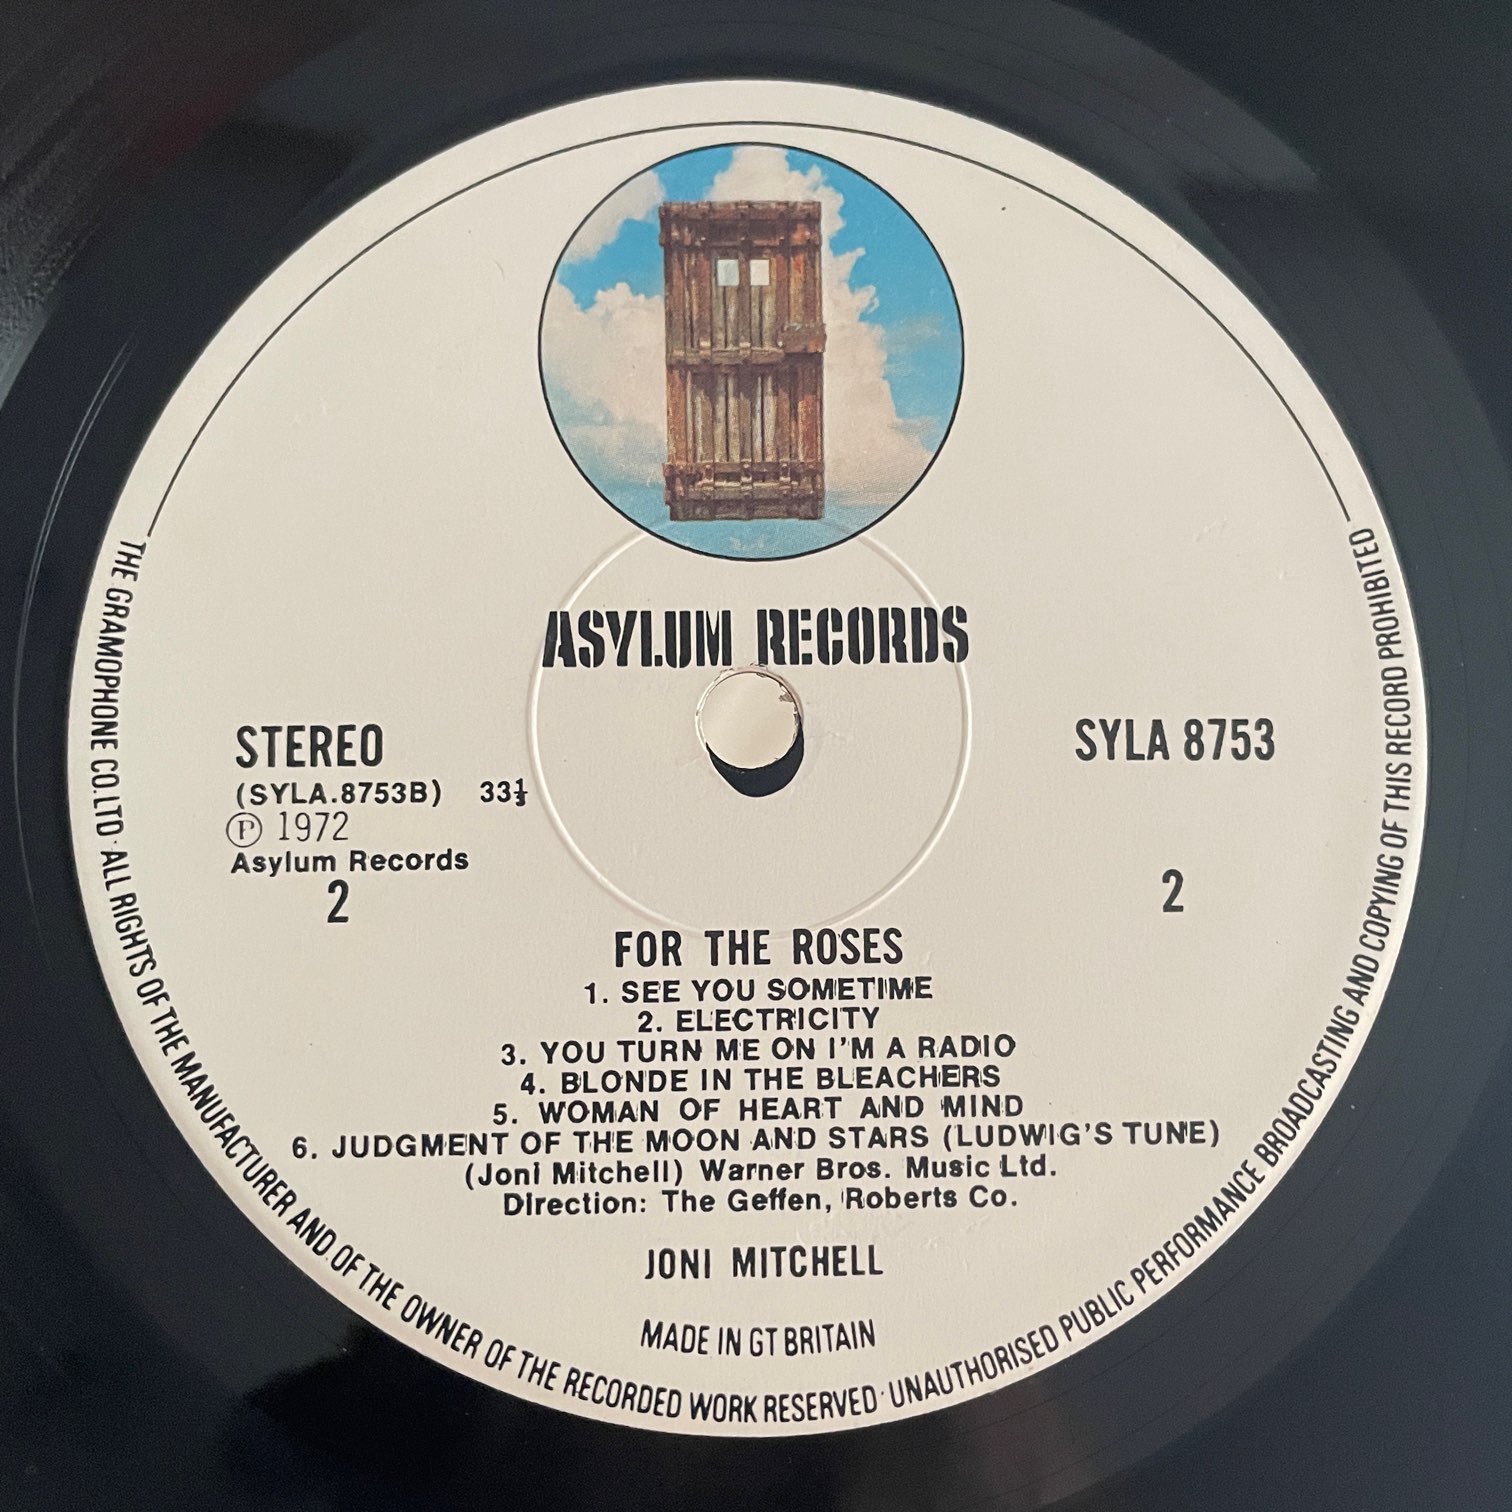 ASYLUM RECORDS
STEREO
SYLA 8753
(SYLA.8753B) 33⅓
Ⓟ 1972
Asylum Records
2
2
FOR THE ROSES
1. SEE YOU SOMETIME
2. ELECTRICITY
3. YOU TURN ME ON I'M A RADIO
4. BLONDE IN THE BLEACHERS
5. WOMAN OF HEART AND MIND
6. JUDGMENT OF THE MOON AND STARS (LUDWIG'S TUNE)
(Joni Mitchell) Warner Bros. Music Ltd.
Direction: The Geffen, Roberts Co.
JONI MITCHELL
MADE IN GT BRITAIN
THE GRAMOPHONE CO.LTD · ALL RIGHTS OF THE MANUFACTURER AND OF THE OWNER OF THE RECORDED WORK RESERVED · UNAUTHORISED PUBLIC PERFORMANCE BROADCASTING AND COPYING OF THIS RECORD PROHIBITED